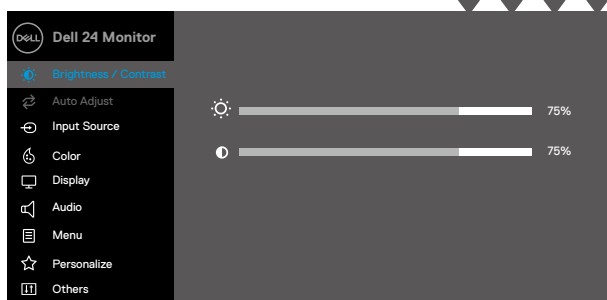 DELL
Dell 24 Monitor
Brightness / Contrast
Auto Adjust
Input Source
Color
Display
Audio
Menu
Personalize
Others
75%
75%